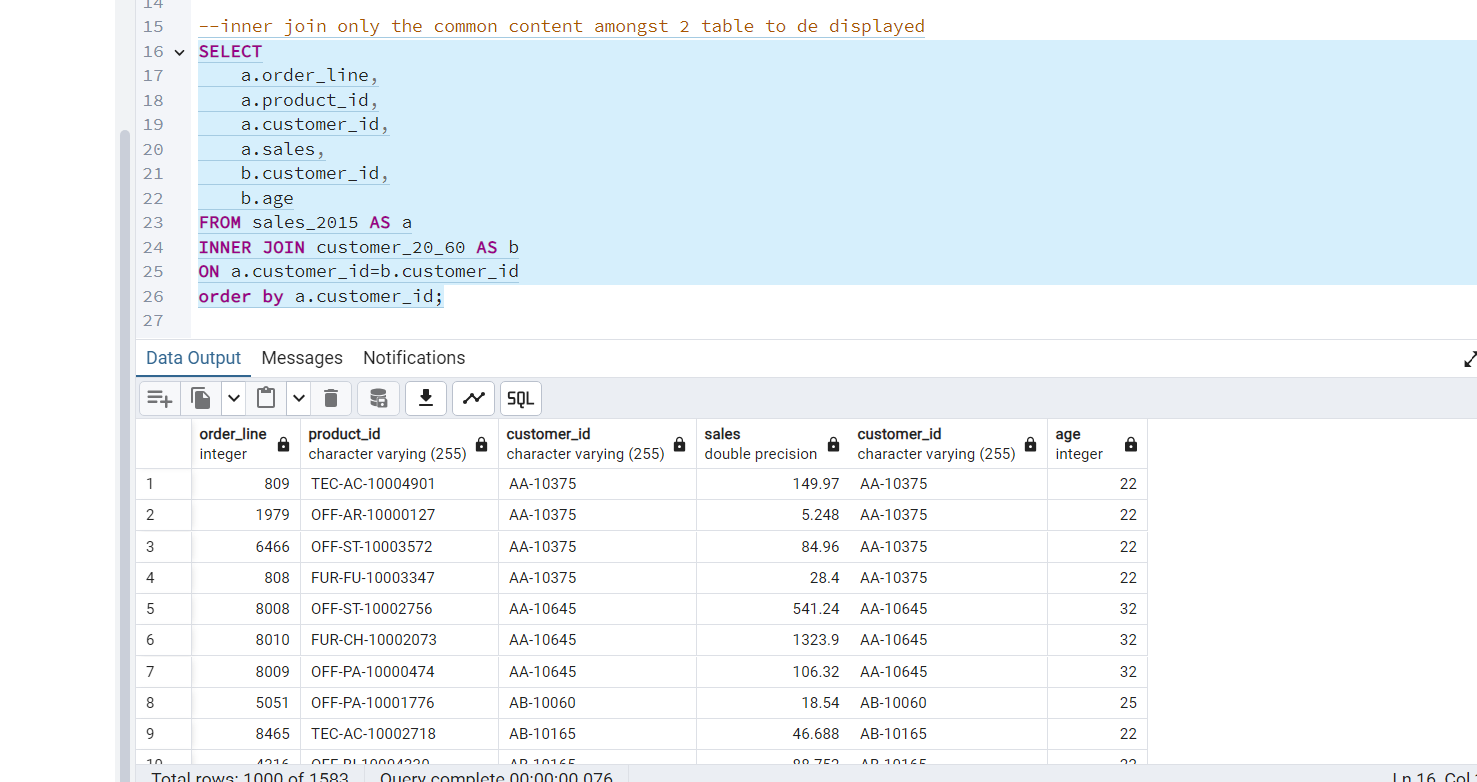 14
15 --inner join only the common content amongst 2 table to de displayed
16 SELECT
17 a.order_line,
18 a.product_id,
19 a.customer_id,
20 a.sales,
21 b.customer_id,
22 b.age
23 FROM sales_2015 AS a
24 INNER JOIN customer_20_60 AS b
25 ON a.customer_id=b.customer_id
26 order by a.customer_id;
27
Data Output Messages Notifications
SQL
order_line product_id customer_id sales customer_id age
integer character varying (255) character varying (255) double precision character varying (255) integer
1 809 TEC-AC-10004901 AA-10375 149.97 AA-10375 22
2 1979 OFF-AR-10000127 AA-10375 5.248 AA-10375 22
3 6466 OFF-ST-10003572 AA-10375 84.96 AA-10375 22
4 808 FUR-FU-10003347 AA-10375 28.4 AA-10375 22
5 8008 OFF-ST-10002756 AA-10645 541.24 AA-10645 32
6 8010 FUR-CH-10002073 AA-10645 1323.9 AA-10645 32
7 8009 OFF-PA-10000474 AA-10645 106.32 AA-10645 32
8 5051 OFF-PA-10001776 AB-10060 18.54 AB-10060 25
9 8465 TEC-AC-10002718 AB-10165 46.688 AB-10165 22
10 AB-10165 88.752 AB-10165 22
Total rows: 1000 of 1583 Query complete 00:00:00.076 Ln 16, Col